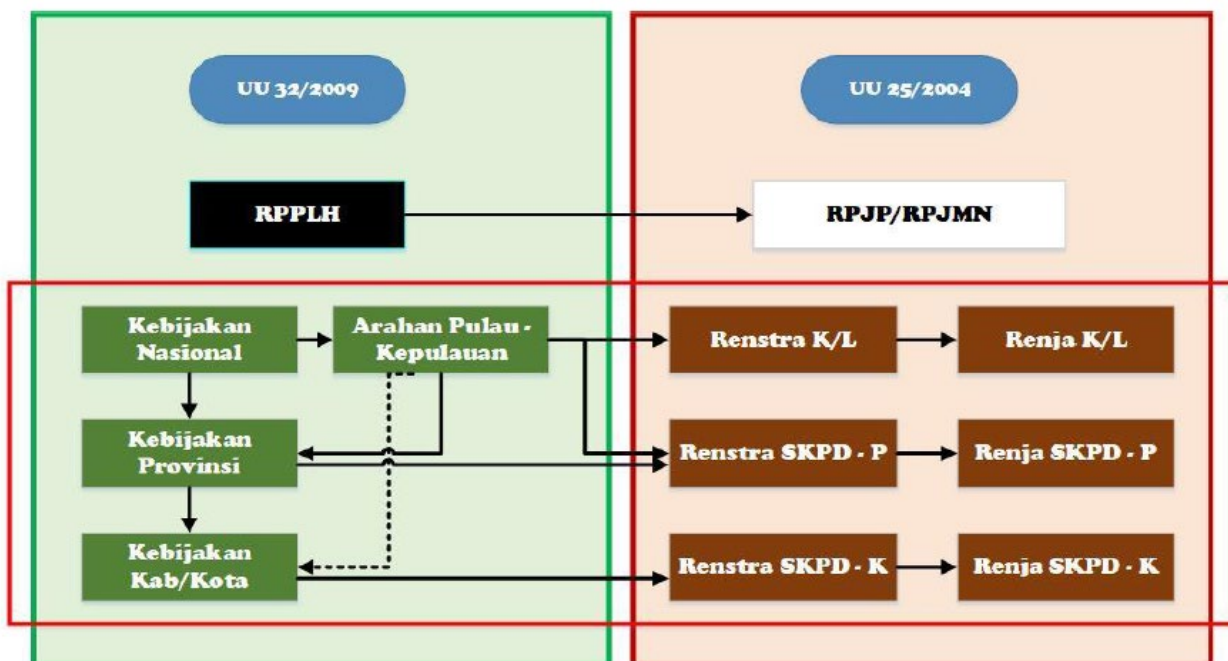 UU 32/2009
UU 25/2004
RPPLH
RPJP/RPJMN
Kebijakan
Nasional
Arahan Pulau -
Kepulauan
Renstra K/L
Renja K/L
Kebijakan
Provinsi
Renstra SKPD - P
Renja SKPD - P
Kebijakan
Kab/Kota
Renstra SKPD - K
Renja SKPD - K